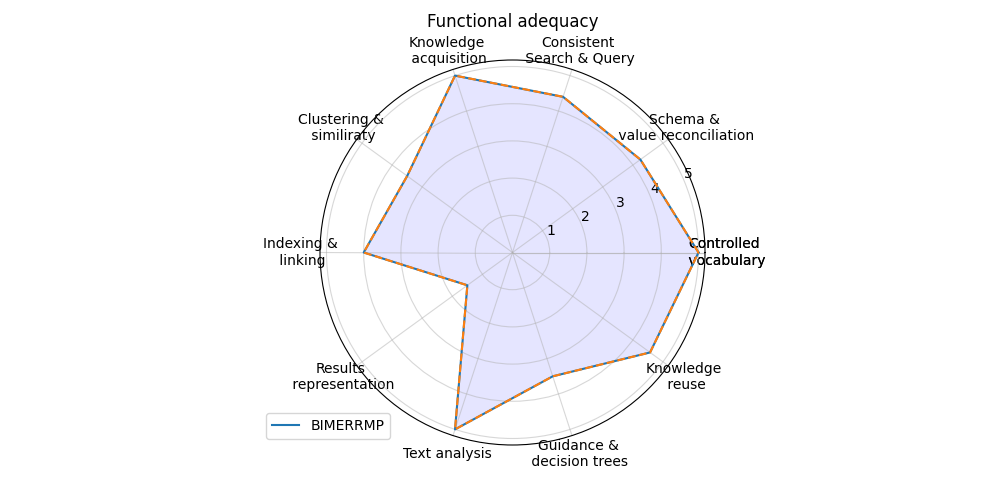 Functional adequacy
Knowledge
acquisition
Consistent
Search & Query
Clustering &
similiraty
Schema &
value reconciliation
5
4
3
2
1
Indexing &
linking
Controlled
vocabulary
Results
representation
Knowledge
reuse
BIMERRMP
Text analysis
Guidance &
decision trees